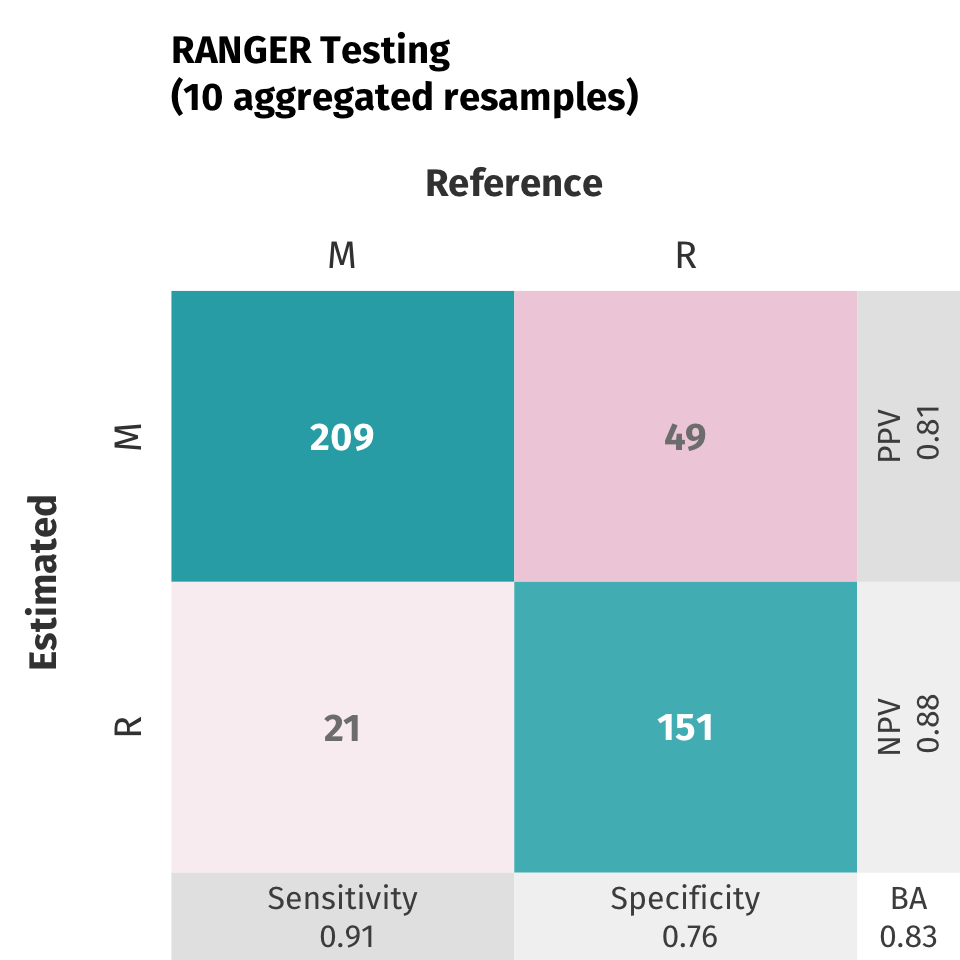 RANGER Testing
(10 aggregated resamples)
Reference
M
R
Estimated
M
209
49
PPV
0.81
R
21
151
NPV
0.88
Sensitivity
0.91
Specificity
0.76
BA
0.83